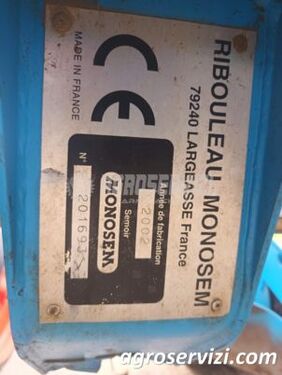 RIBOULEAU MONOSEM
79240 LARGEASSE France
MADE IN FRANCE
CE
Année de fabrication
2002
Semoir
MONOSEM
N°
agroservizi.com